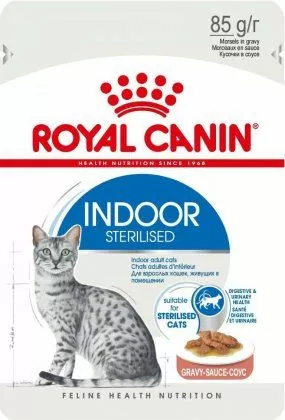 85 g/г
Morsels in gravy
Morceaux en sauce
Кусочки в соусе
ROYAL CANIN®
HEALTH NUTRITION SINCE 1968
INDOOR
STERILISED
Indoor adult cats
Chats adultes d'intérieur
Для взрослых кошек, живущих в
помещении
suitable
for
STERILISED
CATS
DIGESTIVE &
URINARY
HEALTH
SANTÉ
DIGESTIVE
ET URINAIRE
GRAVY-SAUCE-СОУС
FELINE HEALTH NUTRITION